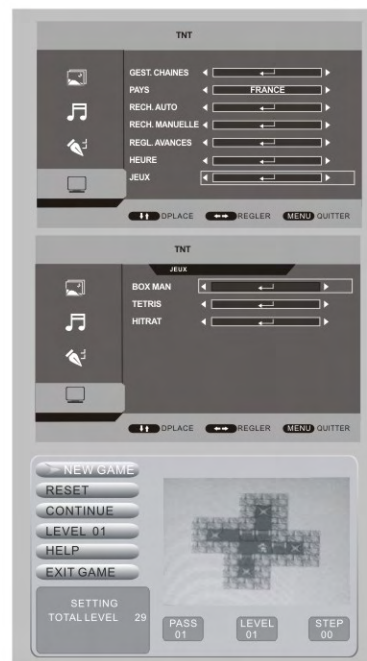 TNT
GEST. CHAINES
PAYS FRANCE
RECH. AUTO
RECH. MANUELLE
REGL. AVANCES
HEURE
JEUX
DPLACE REGLER MENU QUITTER
TNT
JEUX
BOX MAN
TETRIS
HITRAT
DPLACE REGLER MENU QUITTER
NEW GAME
RESET
CONTINUE
LEVEL 01
HELP
EXIT GAME
SETTING
TOTAL LEVEL 29
PASS LEVEL STEP
01 01 00